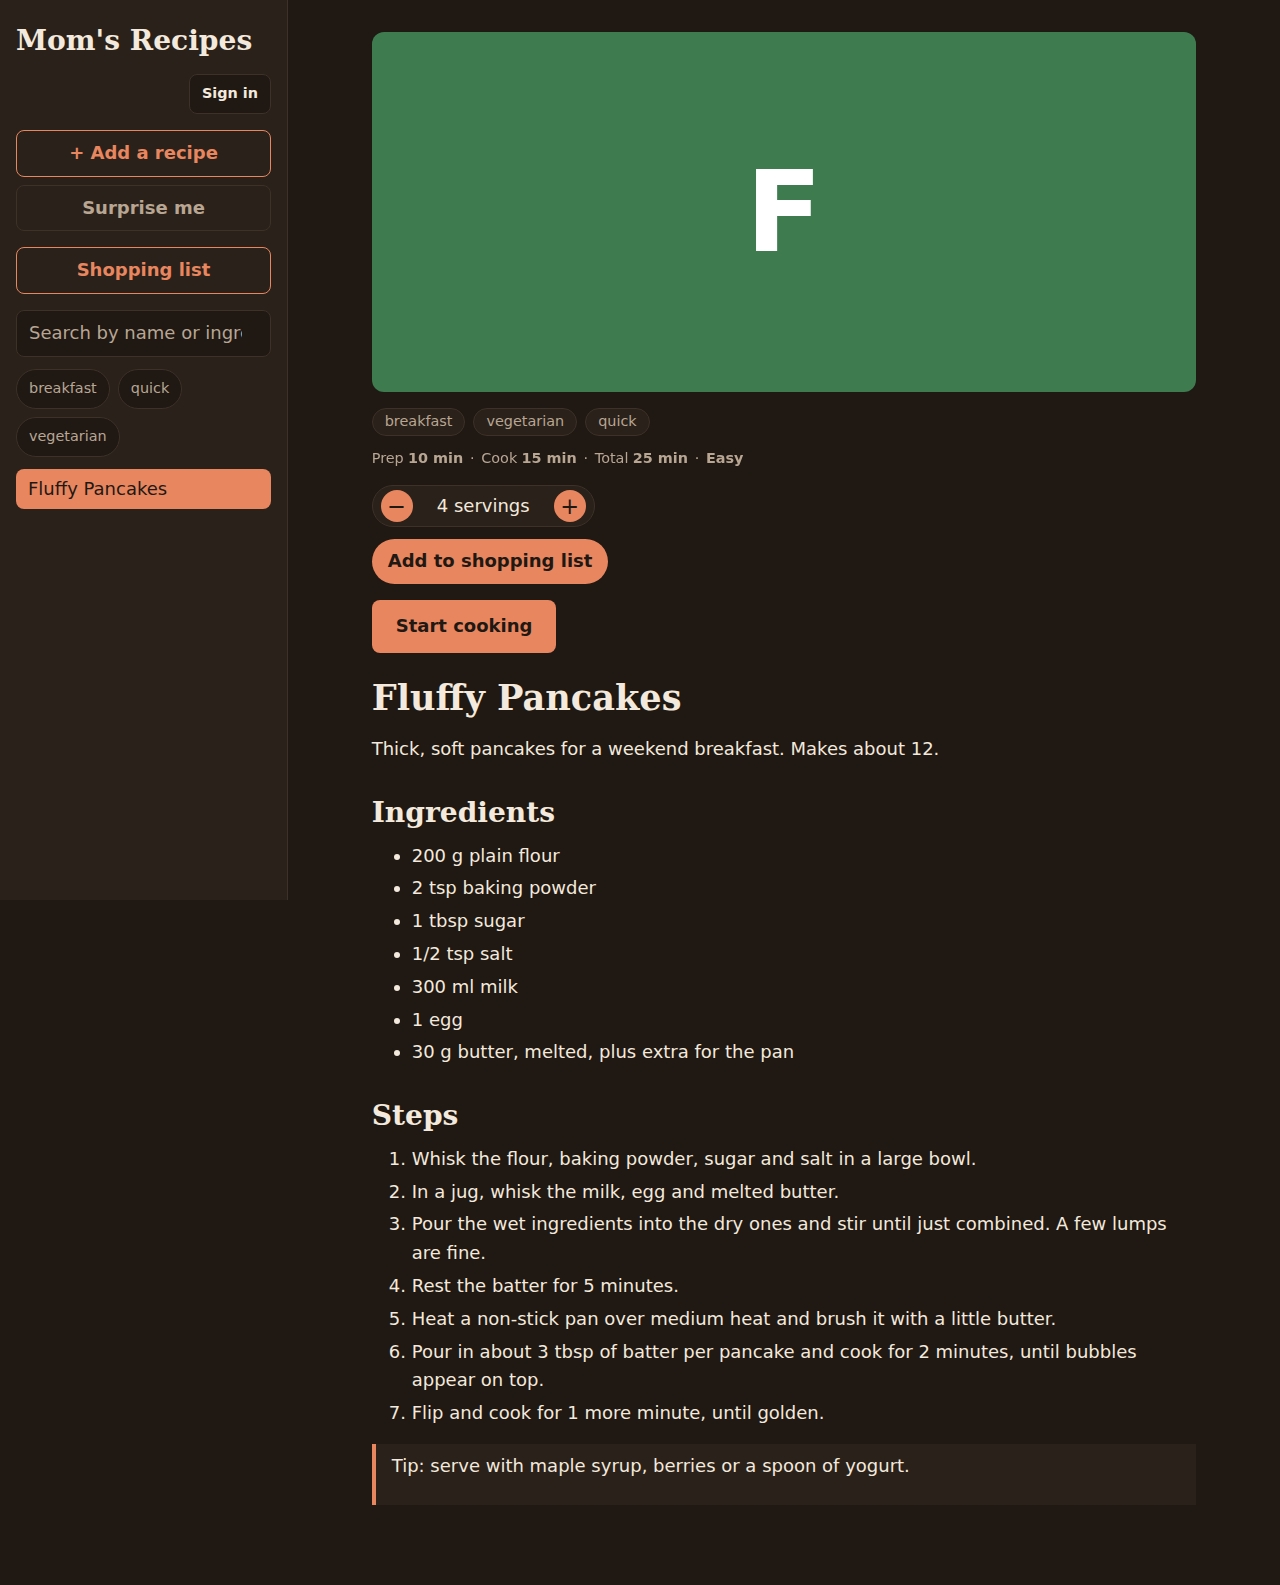 Mom's Recipes
Sign in
+ Add a recipe
Surprise me
Shopping list
Search by name or ingr
breakfast
quick
vegetarian
Fluffy Pancakes
F
breakfast
vegetarian
quick
Prep 10 min · Cook 15 min · Total 25 min · Easy
− 4 servings +
Add to shopping list
Start cooking
Fluffy Pancakes
Thick, soft pancakes for a weekend breakfast. Makes about 12.
Ingredients
• 200 g plain flour
• 2 tsp baking powder
• 1 tbsp sugar
• 1/2 tsp salt
• 300 ml milk
• 1 egg
• 30 g butter, melted, plus extra for the pan
Steps
1. Whisk the flour, baking powder, sugar and salt in a large bowl.
2. In a jug, whisk the milk, egg and melted butter.
3. Pour the wet ingredients into the dry ones and stir until just combined. A few lumps
are fine.
4. Rest the batter for 5 minutes.
5. Heat a non-stick pan over medium heat and brush it with a little butter.
6. Pour in about 3 tbsp of batter per pancake and cook for 2 minutes, until bubbles
appear on top.
7. Flip and cook for 1 more minute, until golden.
Tip: serve with maple syrup, berries or a spoon of yogurt.